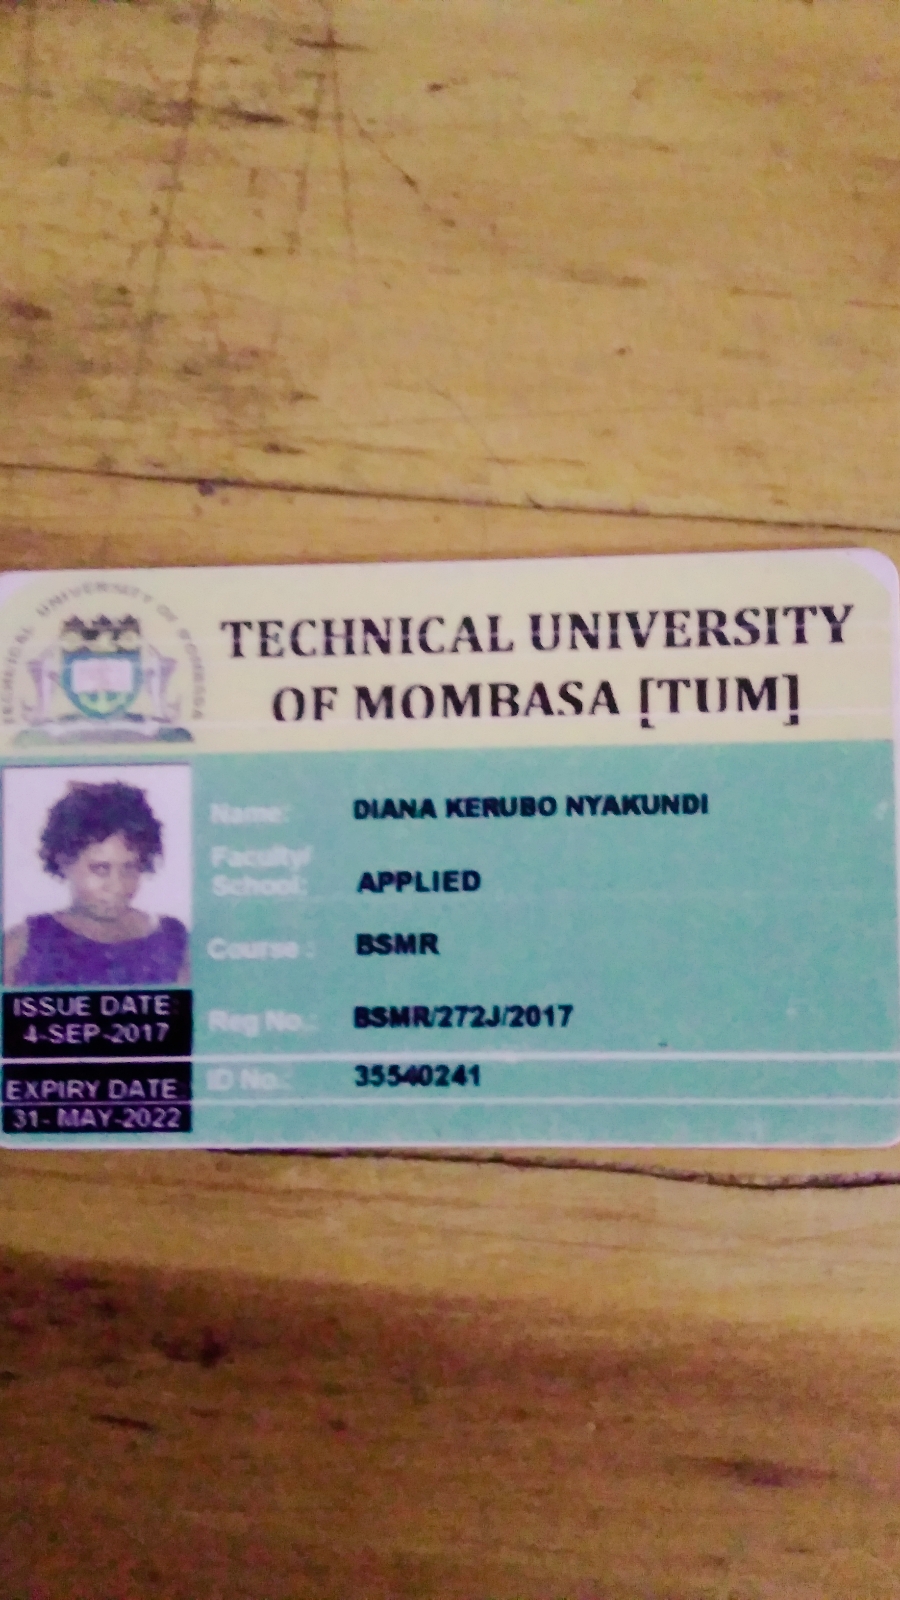 TECHNICAL UNIVERSITY OF MOMBASA
TECHNICAL UNIVERSITY
OF MOMBASA [TUM]
Name: DIANA KERUBO NYAKUNDI
Faculty/
School: APPLIED
Course : BSMR
Reg No.: BSMR/272J/2017
ID No.: 35540241
ISSUE DATE:
4-SEP-2017
EXPIRY DATE
31- MAY-2022